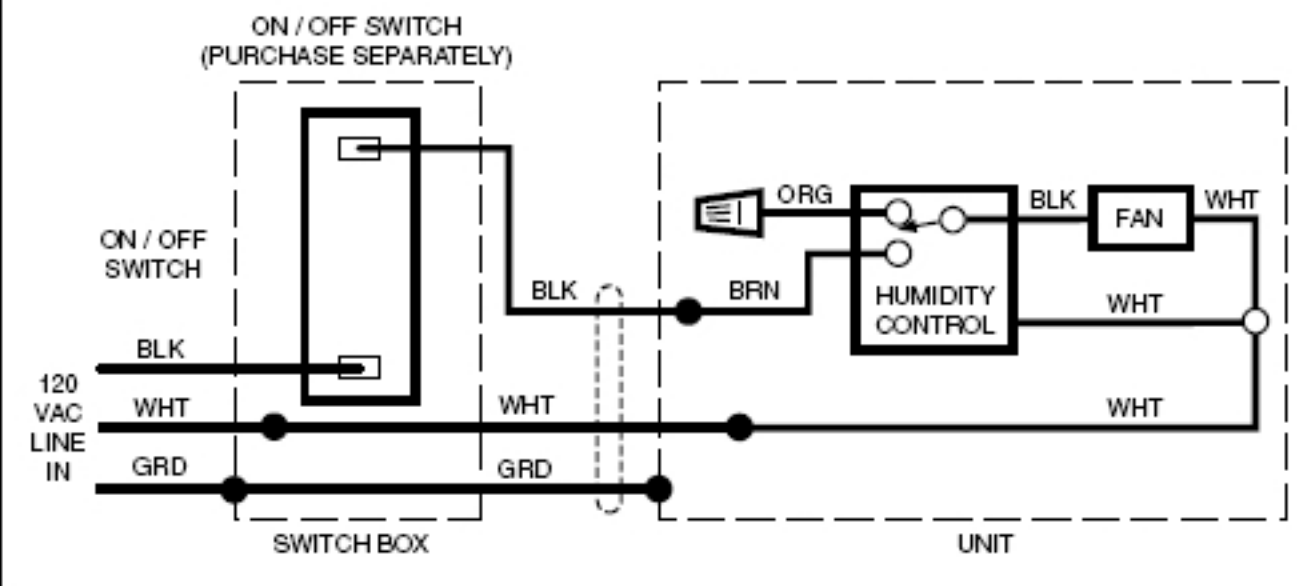 ON / OFF SWITCH
(PURCHASE SEPARATELY)
ON / OFF
SWITCH
BLK
120
VAC
LINE
IN
WHT
GRD
BLK
WHT
GRD
SWITCH BOX
ORG
BRN
HUMIDITY
CONTROL
BLK
FAN
WHT
WHT
WHT
UNIT